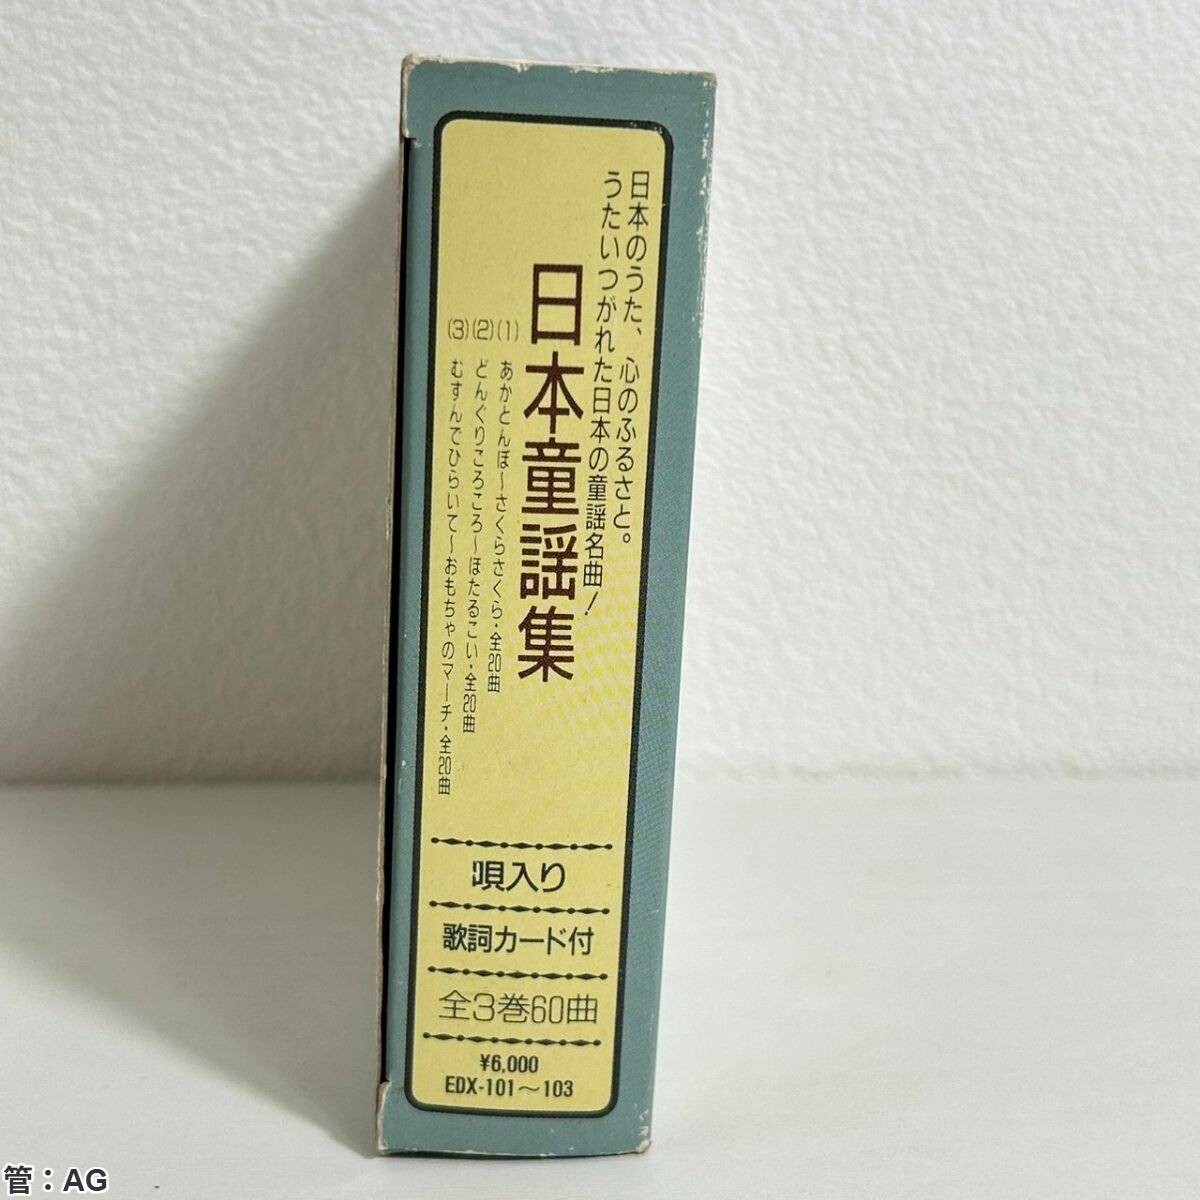 日本のうた、心のふるさと。
うたいつがれた日本の童謡名曲！
日本童謡集
(1) あかとんぼ～さくらさくら・全20曲
(2) どんぐりころころ～ほたるこい・全20曲
(3) むすんでひらいて～おもちゃのマーチ・全20曲
唄入り
歌詞カード付
全3巻60曲
¥6,000
EDX-101～103
管：AG